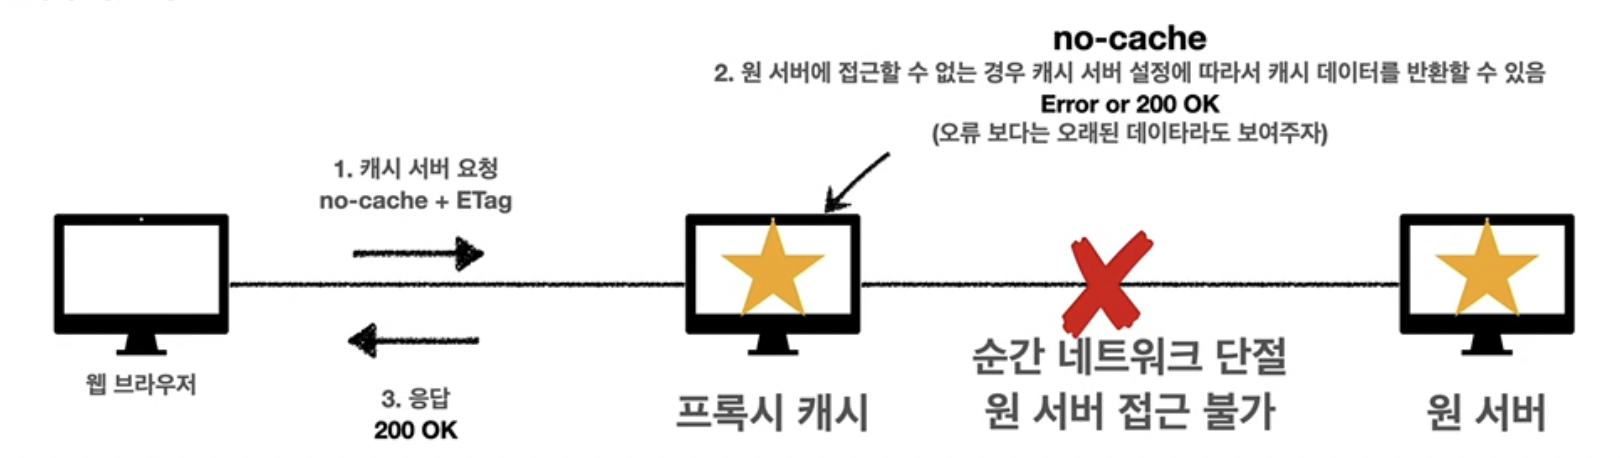 no-cache
2. 원 서버에 접근할 수 없는 경우 캐시 서버 설정에 따라서 캐시 데이터를 반환할 수 있음
Error or 200 OK
(오류 보다는 오래된 데이타라도 보여주자)
1. 캐시 서버 요청
no-cache + ETag
웹 브라우저
3. 응답
200 OK
프록시 캐시
순간 네트워크 단절
원 서버 접근 불가
원 서버